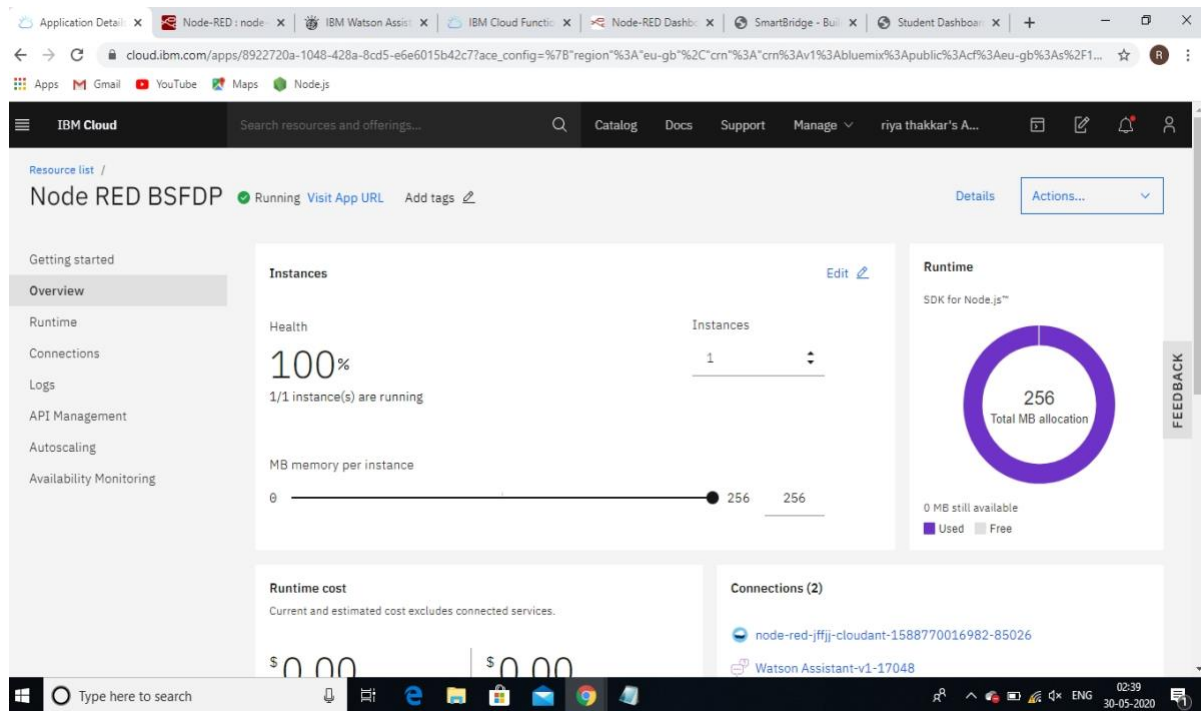 Application Detail
Node-RED : node-
IBM Watson Assist
IBM Cloud Functio
Node-RED Dashbo
SmartBridge - Buil
Student Dashboar
cloud.ibm.com/apps/8922720a-1048-428a-8cd5-e6e6015b42c7?ace_config=%7B"region"%3A"eu-gb"%2C"crn"%3A"crn%3Av1%3Abluemix%3Apublic%3Acf%3Aeu-gb%3As%2F1...
R
Apps Gmail YouTube Maps Node.js
IBM Cloud Search resources and offerings... Catalog Docs Support Manage riya thakkar's A...
Resource list /
Node RED BSFDP Running Visit App URL Add tags Details Actions...
Getting started
Overview
Runtime
Connections
Logs
API Management
Autoscaling
Availability Monitoring
Instances Edit
Health
100%
1/1 instance(s) are running
Instances
1
MB memory per instance
0 256 256
Runtime
SDK for Node.js™
256
Total MB allocation
0 MB still available
Used Free
FEEDBACK
Runtime cost
Current and estimated cost excludes connected services.
$0.00 $0.00
Connections (2)
node-red-jffjj-cloudant-1588770016982-85026
Watson Assistant-v1-17048
Type here to search
ENG
02:39
30-05-2020
1